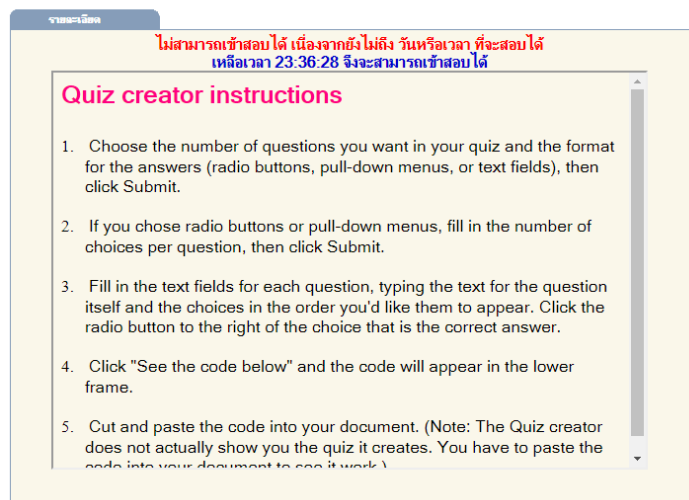 รายละเอียด
ไม่สามารถเข้าสอบได้ เนื่องจากยังไม่ถึง วันหรือเวลา ที่จะสอบได้
เหลือเวลา 23:36:28 จึงจะสามารถเข้าสอบได้
Quiz creator instructions
1. Choose the number of questions you want in your quiz and the format
for the answers (radio buttons, pull-down menus, or text fields), then
click Submit.
2. If you chose radio buttons or pull-down menus, fill in the number of
choices per question, then click Submit.
3. Fill in the text fields for each question, typing the text for the question
itself and the choices in the order you'd like them to appear. Click the
radio button to the right of the choice that is the correct answer.
4. Click "See the code below" and the code will appear in the lower
frame.
5. Cut and paste the code into your document. (Note: The Quiz creator
does not actually show you the quiz it creates. You have to paste the
code into your document to see it work.)